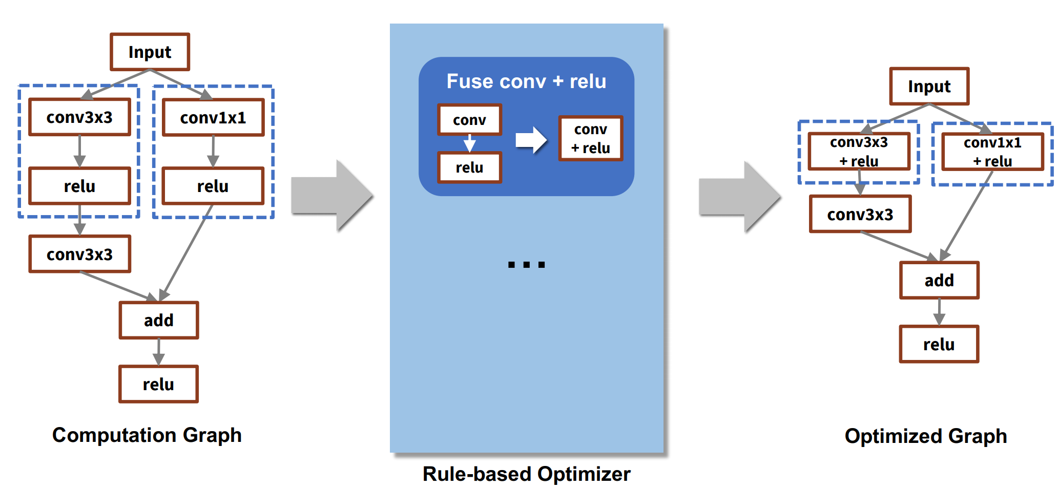 Input
conv3x3
conv1x1
relu
relu
conv3x3
add
relu
Computation Graph
Fuse conv + relu
conv
relu
conv
+ relu
...
Rule-based Optimizer
Input
conv3x3
+ relu
conv1x1
+ relu
conv3x3
add
relu
Optimized Graph